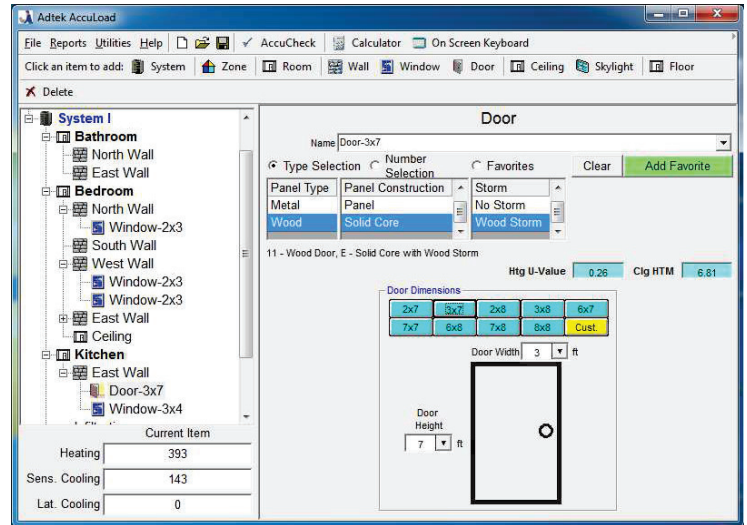 Adtek AccuLoad
File Reports Utilities Help AccuCheck Calculator On Screen Keyboard
Click an item to add: System Zone Room Wall Window Door Ceiling Skylight Floor
Delete
System I
Bathroom
North Wall
East Wall
Bedroom
North Wall
Window-2x3
South Wall
West Wall
Window-2x3
Window-2x3
East Wall
Ceiling
Kitchen
East Wall
Door-3x7
Window-3x4
Current Item
Heating 393
Sens. Cooling 143
Lat. Cooling 0
Door
Name Door-3x7
Type Selection Number Selection Favorites Clear Add Favorite
Panel Type Panel Construction Storm
Metal Panel No Storm
Wood Solid Core Wood Storm
11 - Wood Door, E - Solid Core with Wood Storm
Htg U-Value 0.26 Clg HTM 6.81
Door Dimensions
2x7 3x7 2x8 3x8 6x7
7x7 6x8 7x8 8x8 Cust.
Door Width 3 ft
Door
Height
7 ft